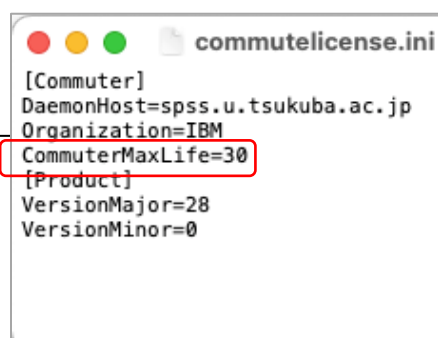 commutelicense.ini
[Commuter]
DaemonHost=spss.u.tsukuba.ac.jp
Organization=IBM
CommuterMaxLife=30
[Product]
VersionMajor=28
VersionMinor=0